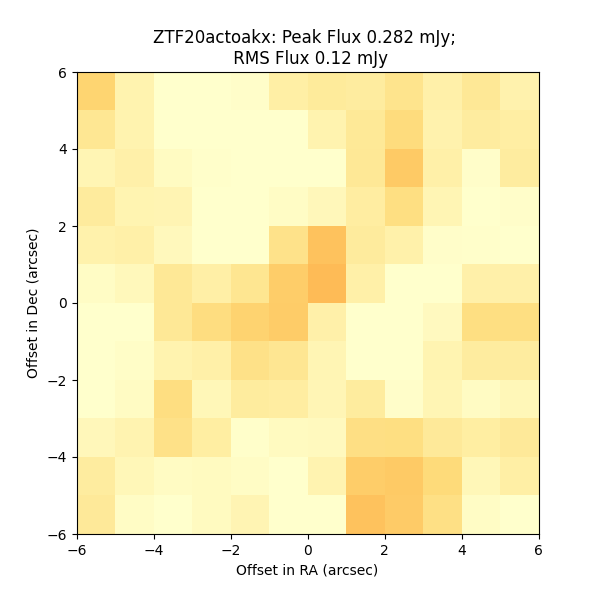 ZTF20actoakx: Peak Flux 0.282 mJy;
RMS Flux 0.12 mJy
6
4
2
0
−2
−4
−6
Offset in Dec (arcsec)
−6 −4 −2 0 2 4 6
Offset in RA (arcsec)